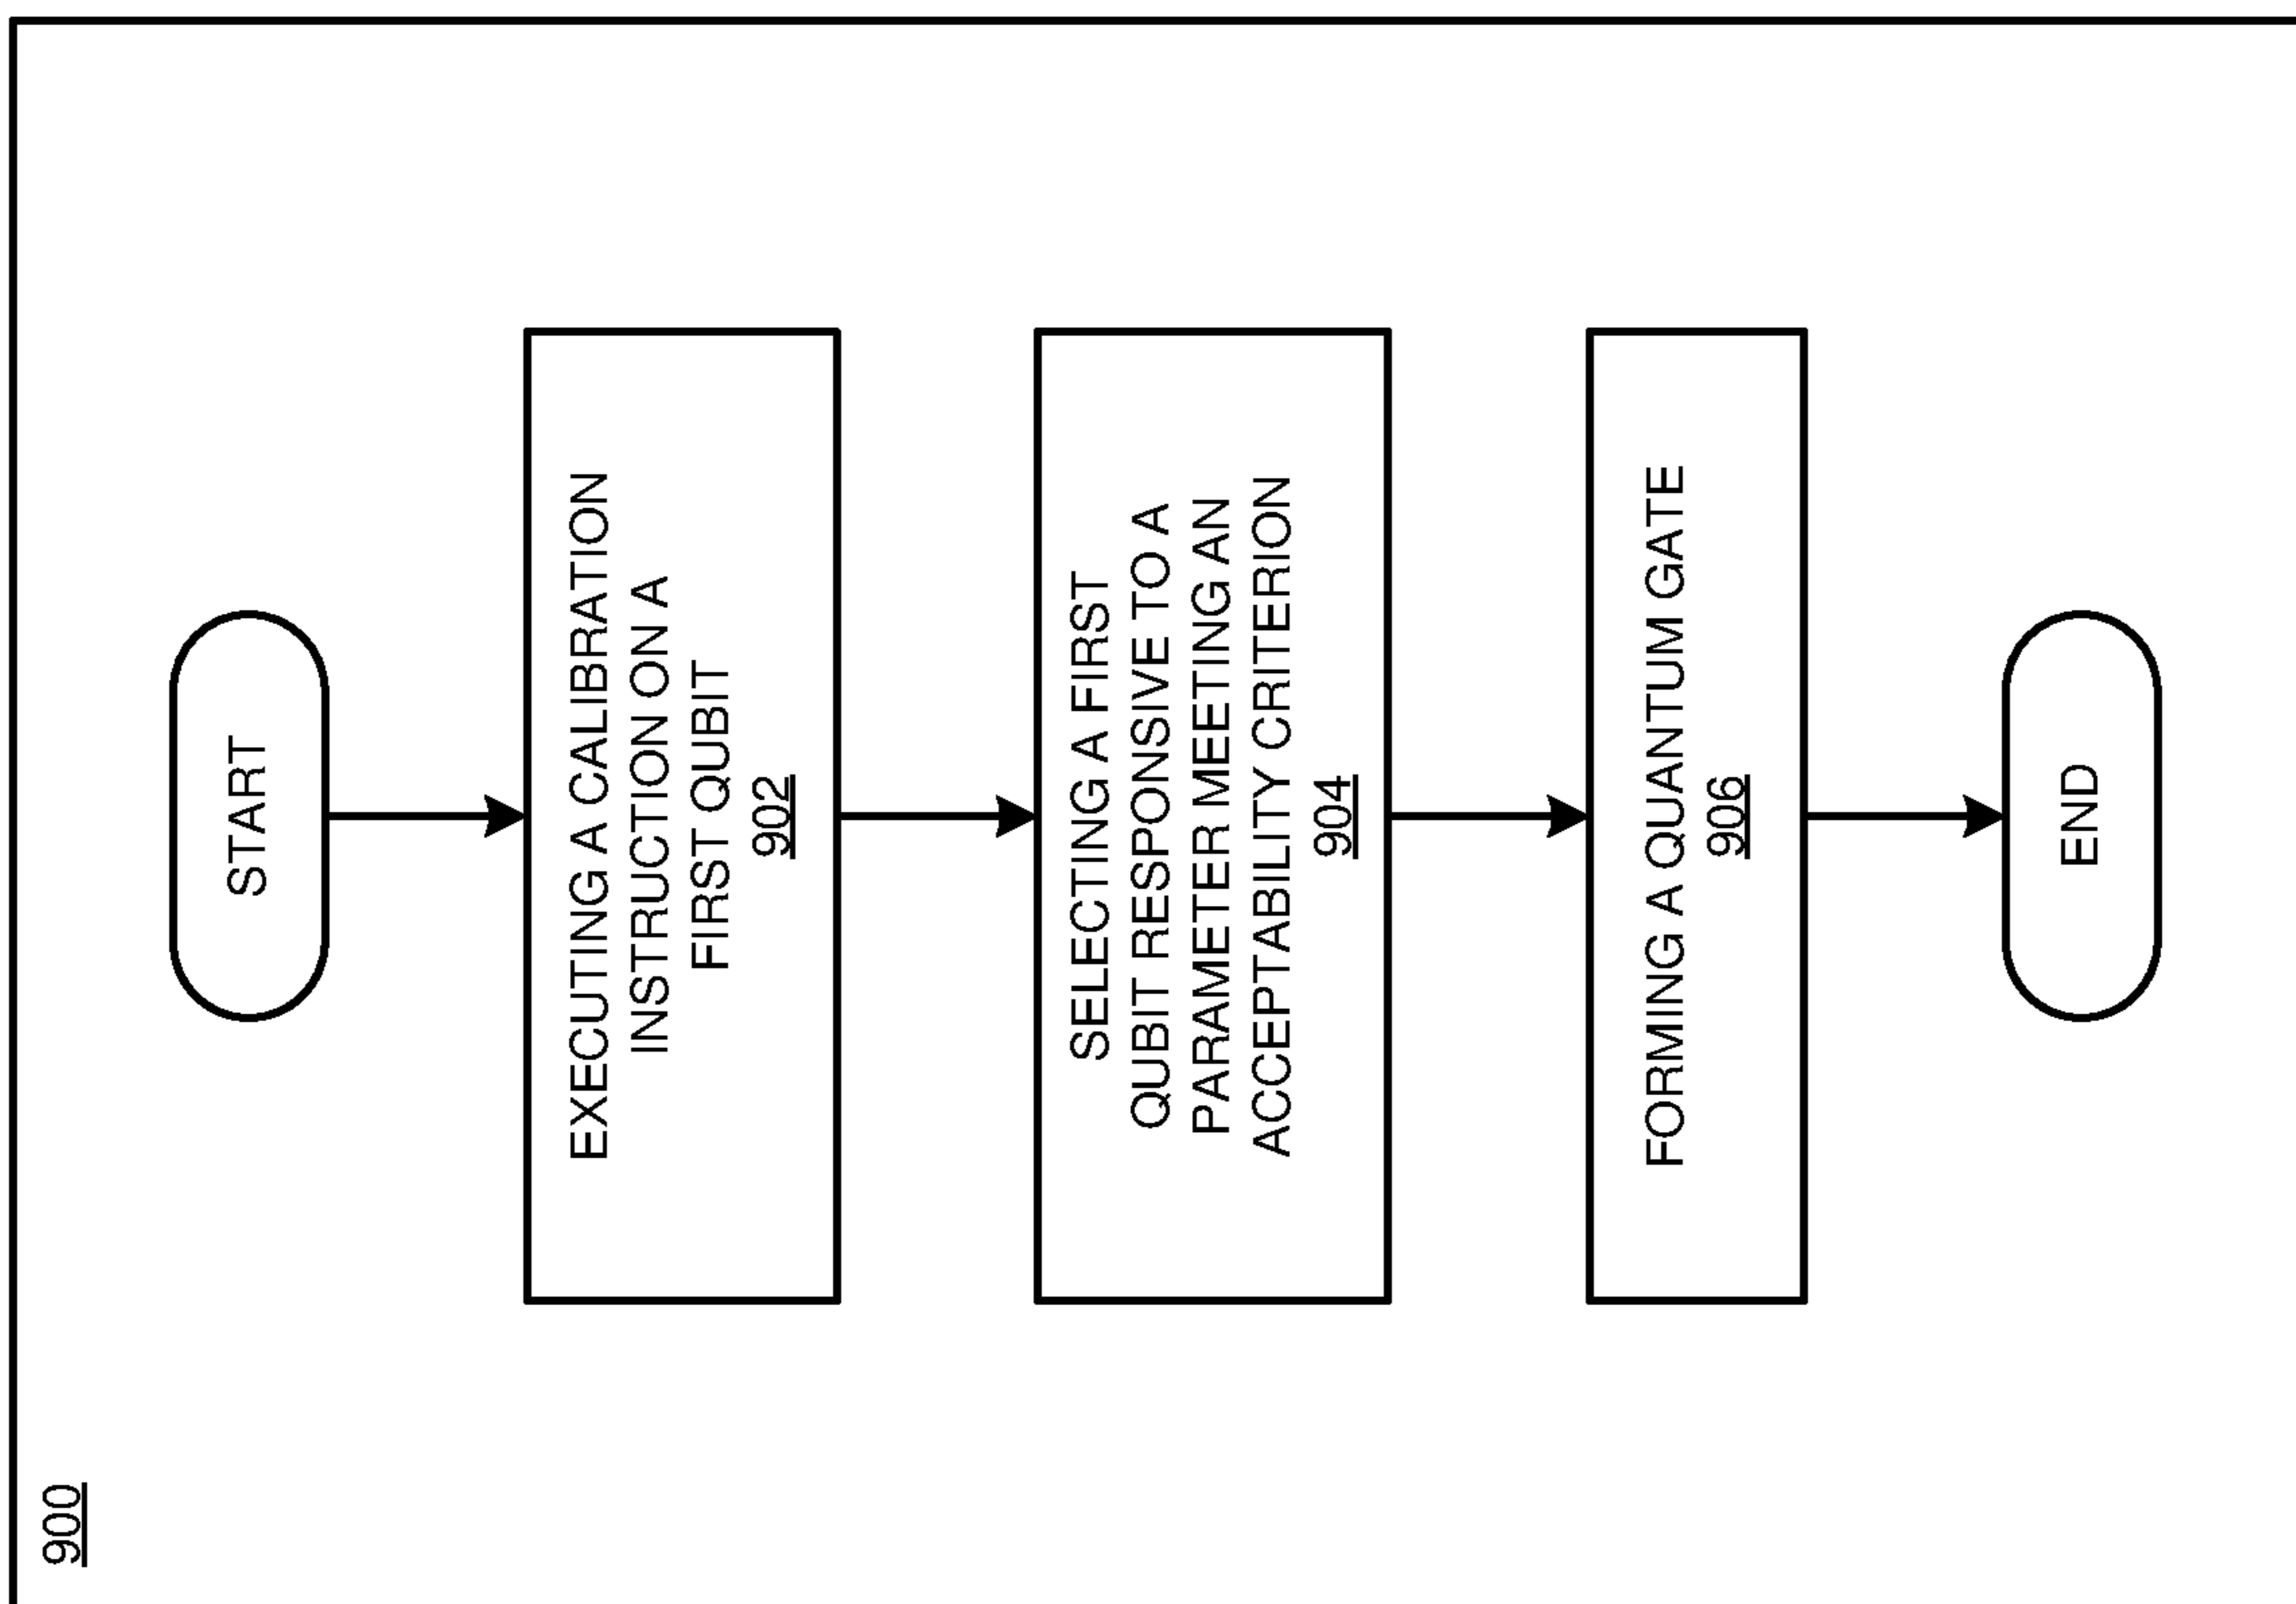 900
START
EXECUTING A CALIBRATION
INSTRUCTION ON A
FIRST QUBIT
902
SELECTING A FIRST
QUBIT RESPONSIVE TO A
PARAMETER MEETING AN
ACCEPTABILITY CRITERION
904
FORMING A QUANTUM GATE
906
END